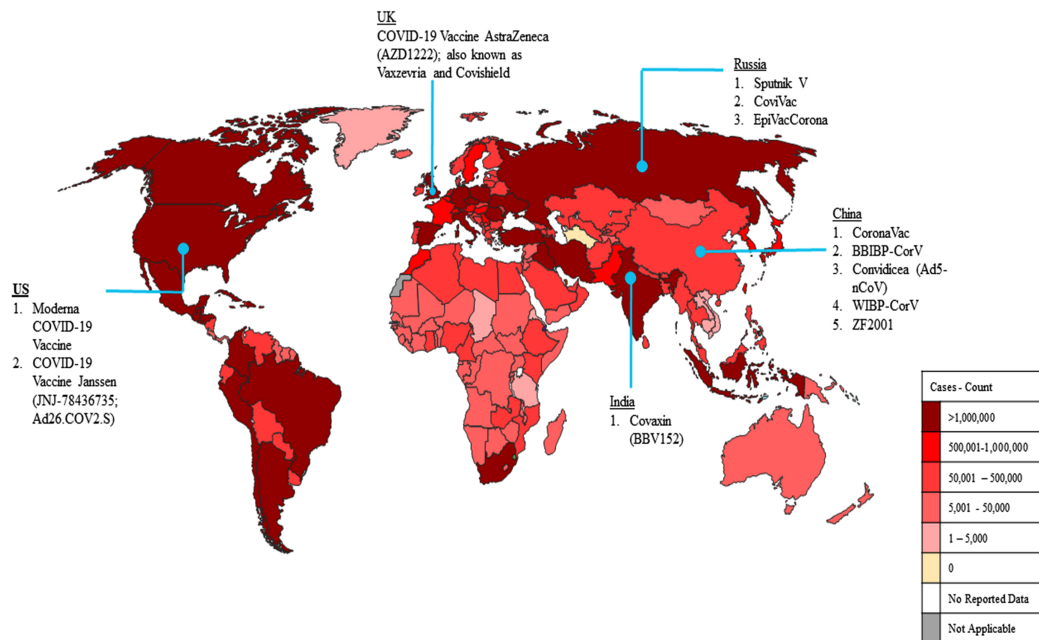 UK
COVID-19 Vaccine AstraZeneca
(AZD1222); also known as
Vaxzevria and Covishield
Russia
1. Sputnik V
2. CoviVac
3. EpiVacCorona
China
1. CoronaVac
2. BBIBP-CorV
3. Convidicea (Ad5-
nCoV)
4. WIBP-CorV
5. ZF2001
US
1. Moderna
COVID-19
Vaccine
2. COVID-19
Vaccine Janssen
(JNJ-78436735;
Ad26.COV2.S)
India
1. Covaxin
(BBV152)
Cases - Count
>1,000,000
500,001-1,000,000
50,001 – 500,000
5,001 - 50,000
1 – 5,000
0
No Reported Data
Not Applicable